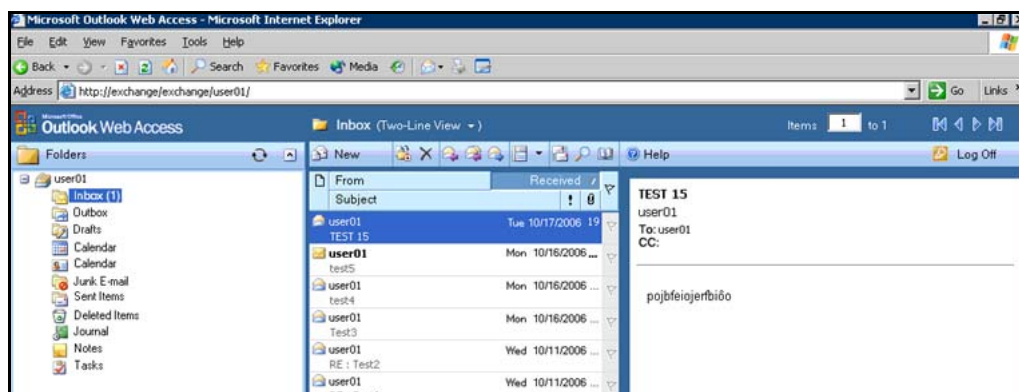 Microsoft Outlook Web Access - Microsoft Internet Explorer
File Edit View Favorites Tools Help
Back Search Favorites Media
Address http://exchange/exchange/user01/ Go Links
Microsoft Office
Outlook Web Access Inbox (Two-Line View) Items 1 to 1
Folders New Help Log Off
user01
Inbox (1)
Outbox
Drafts
Calendar
Calendar
Junk E-mail
Sent Items
Deleted Items
Journal
Notes
Tasks
From Received
Subject
user01 Tue 10/17/2006 19
TEST 15
user01 Mon 10/16/2006 ...
test5
user01 Mon 10/16/2006 ...
test4
user01 Mon 10/16/2006 ...
Test3
user01 Wed 10/11/2006 ...
RE : Test2
user01 Wed 10/11/2006 ...
TEST 15
user01
To: user01
CC:
pojbfeiojerfbiôo